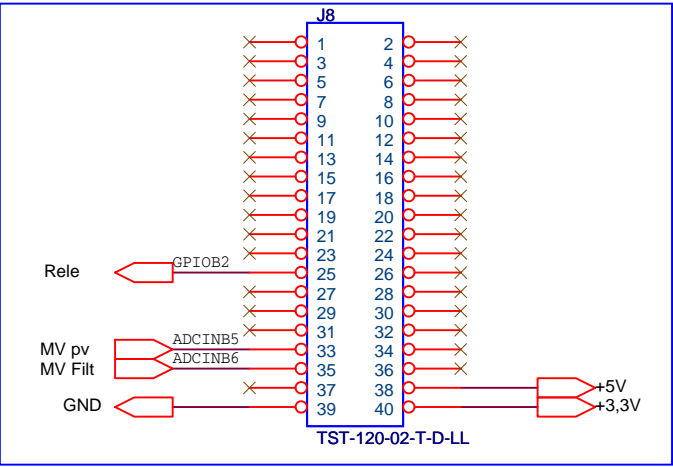 J8
1 2
3 4
5 6
7 8
9 10
11 12
13 14
15 16
17 18
19 20
21 22
23 24
Rele GPIOB2 25 26
27 28
29 30
31 32
MV pv ADCINB5 33 34
MV Filt ADCINB6 35 36
37 38 +5V
GND 39 40 +3,3V
TST-120-02-T-D-LL